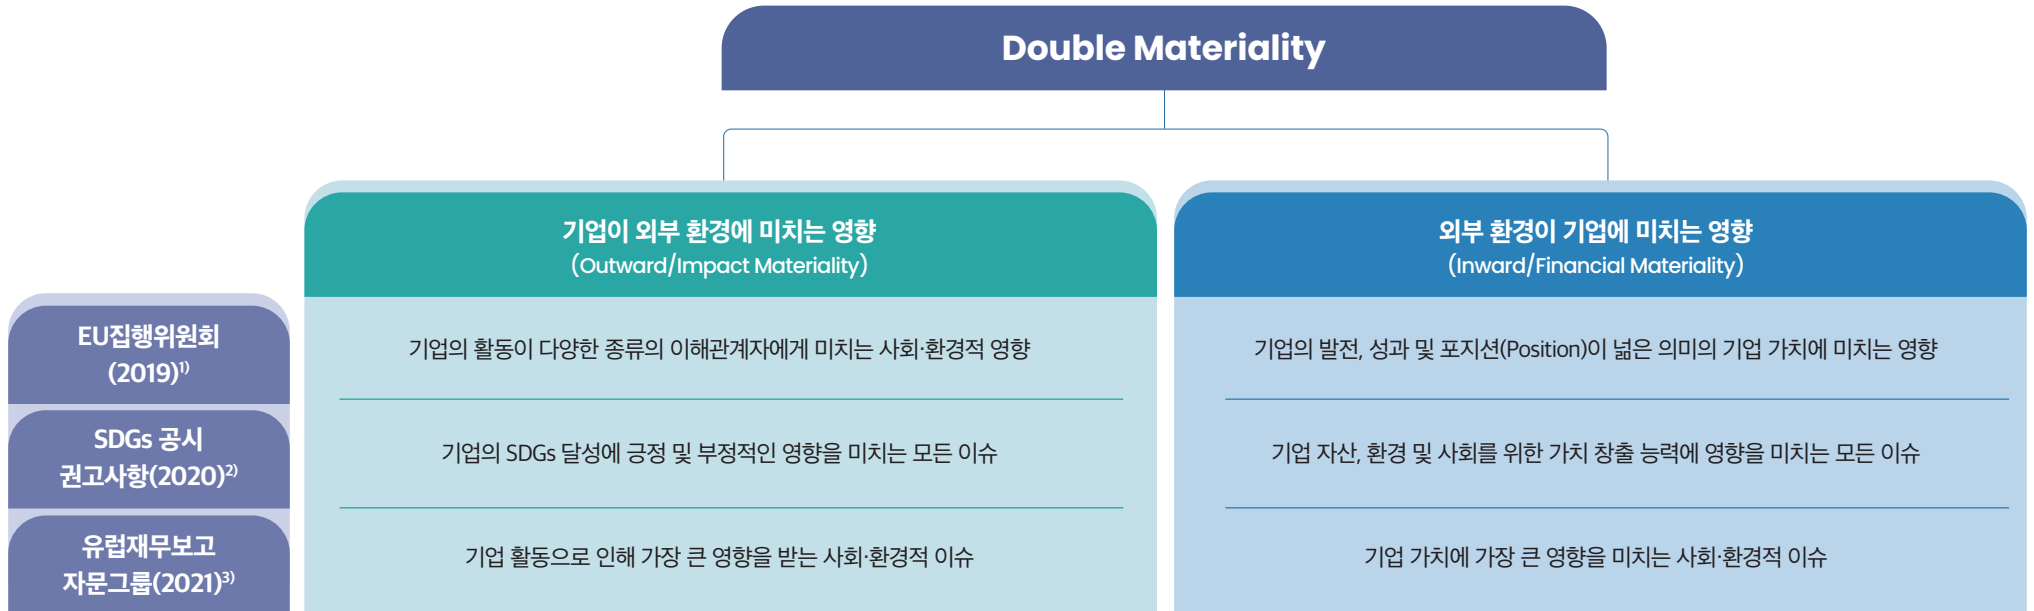 Double Materiality
기업이 외부 환경에 미치는 영향
(Outward/Impact Materiality)
외부 환경이 기업에 미치는 영향
(Inward/Financial Materiality)
EU집행위원회
(2019)1)
기업의 활동이 다양한 종류의 이해관계자에게 미치는 사회·환경적 영향
기업의 발전, 성과 및 포지션(Position)이 넓은 의미의 기업 가치에 미치는 영향
SDGs 공시
권고사항(2020)2)
기업의 SDGs 달성에 긍정 및 부정적인 영향을 미치는 모든 이슈
기업 자산, 환경 및 사회를 위한 가치 창출 능력에 영향을 미치는 모든 이슈
유럽재무보고
자문그룹(2021)3)
기업 활동으로 인해 가장 큰 영향을 받는 사회·환경적 이슈
기업 가치에 가장 큰 영향을 미치는 사회·환경적 이슈